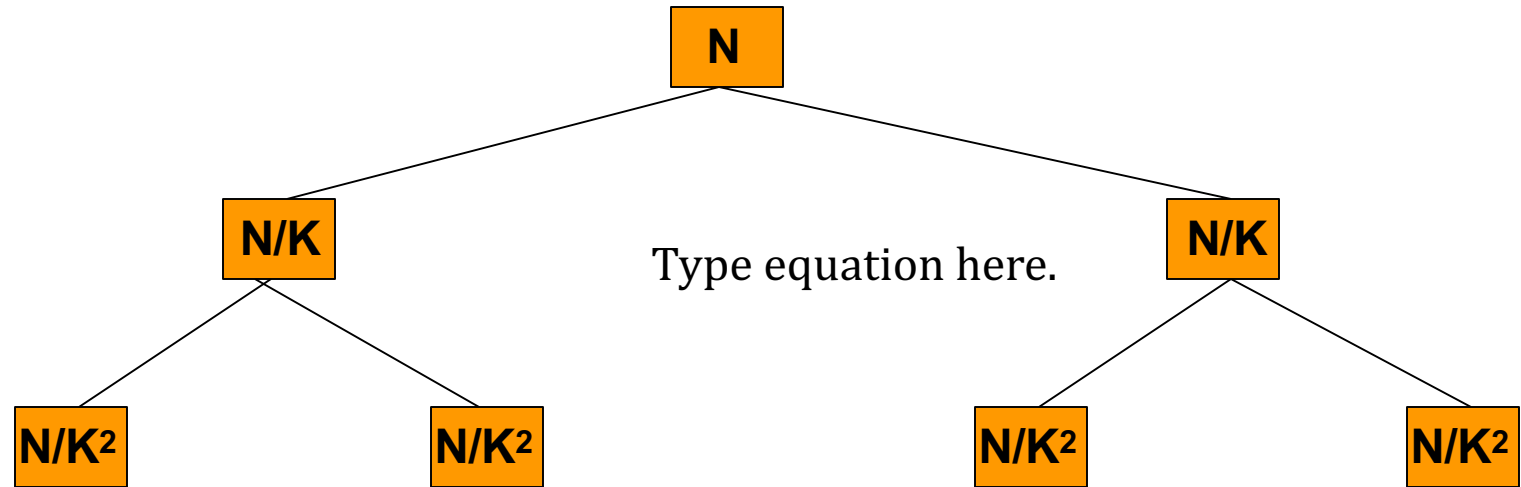 N
N/K
Type equation here.
N/K
N/K²
N/K²
N/K²
N/K²